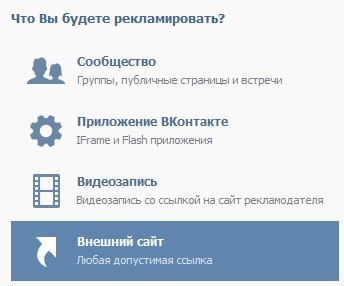 Что Вы будете рекламировать?
Сообщество
Группы, публичные страницы и встречи
Приложение ВКонтакте
IFrame и Flash приложения
Видеозапись
Видеозапись со ссылкой на сайт рекламодателя
Внешний сайт
Любая допустимая ссылка